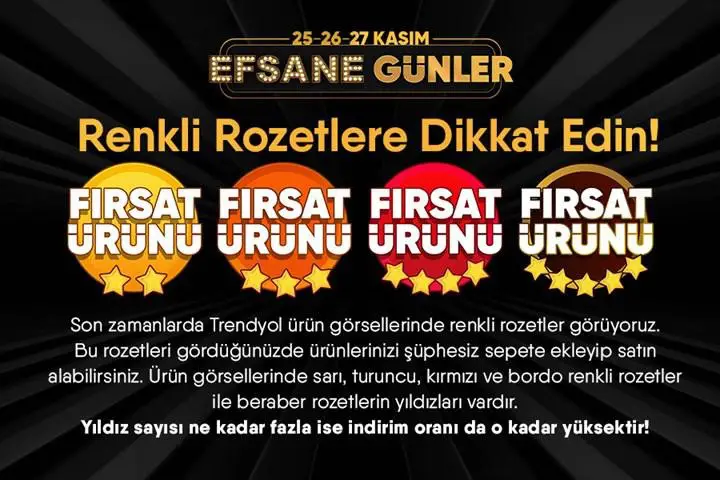 25-26-27 KASIM
EFSANE GÜNLER
Renkli Rozetlere Dikkat Edin!
FIRSAT ÜRÜNÜ
FIRSAT ÜRÜNÜ
FIRSAT ÜRÜNÜ
FIRSAT ÜRÜNÜ
Son zamanlarda Trendyol ürün görsellerinde renkli rozetler görüyoruz.
Bu rozetleri gördüğünüzde ürünlerinizi şüphesiz sepete ekleyip satın
alabilirsiniz. Ürün görsellerinde sarı, turuncu, kırmızı ve bordo renkli rozetler
ile beraber rozetlerin yıldızları vardır.
Yıldız sayısı ne kadar fazla ise indirim oranı da o kadar yüksektir!